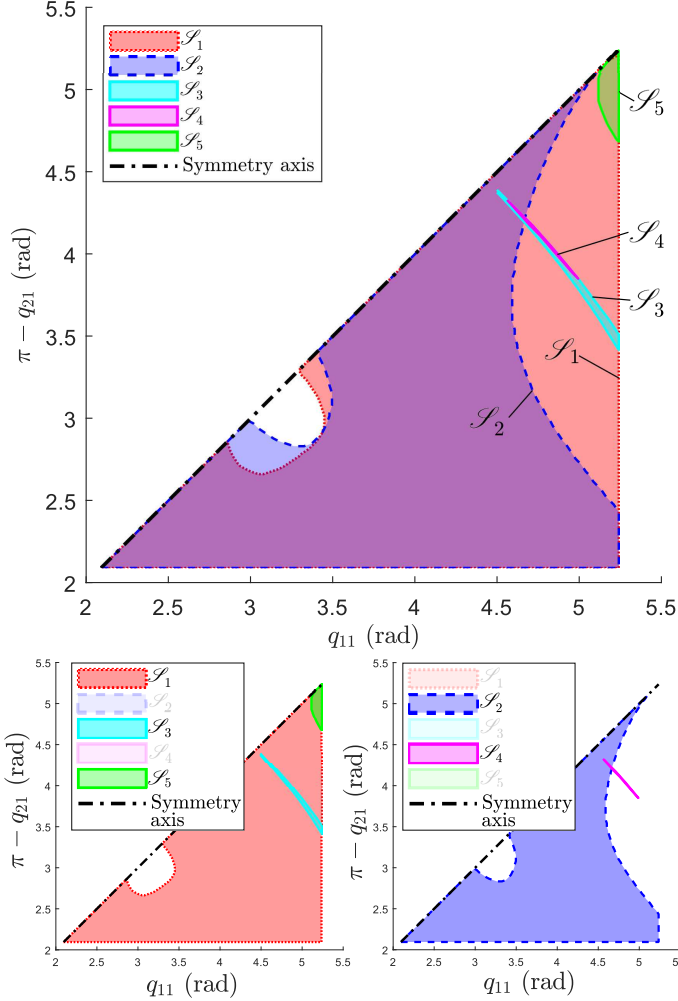 5.5
𝒮1
𝒮2
𝒮3
𝒮4
𝒮5
Symmetry axis
5
4.5
4
3.5
3
2.5
2
π − q21 (rad)
𝒮5
𝒮4
𝒮3
𝒮1
𝒮2
2 2.5 3 3.5 4 4.5 5 5.5
q11 (rad)
5.5
5
4.5
4
3.5
3
2.5
2
π − q21 (rad)
𝒮1
𝒮2
𝒮3
𝒮4
𝒮5
Symmetry
axis
2 2.5 3 3.5 4 4.5 5 5.5
q11 (rad)
5.5
5
4.5
4
3.5
3
2.5
2
π − q21 (rad)
𝒮1
𝒮2
𝒮3
𝒮4
𝒮5
Symmetry
axis
2 2.5 3 3.5 4 4.5 5
q11 (rad)